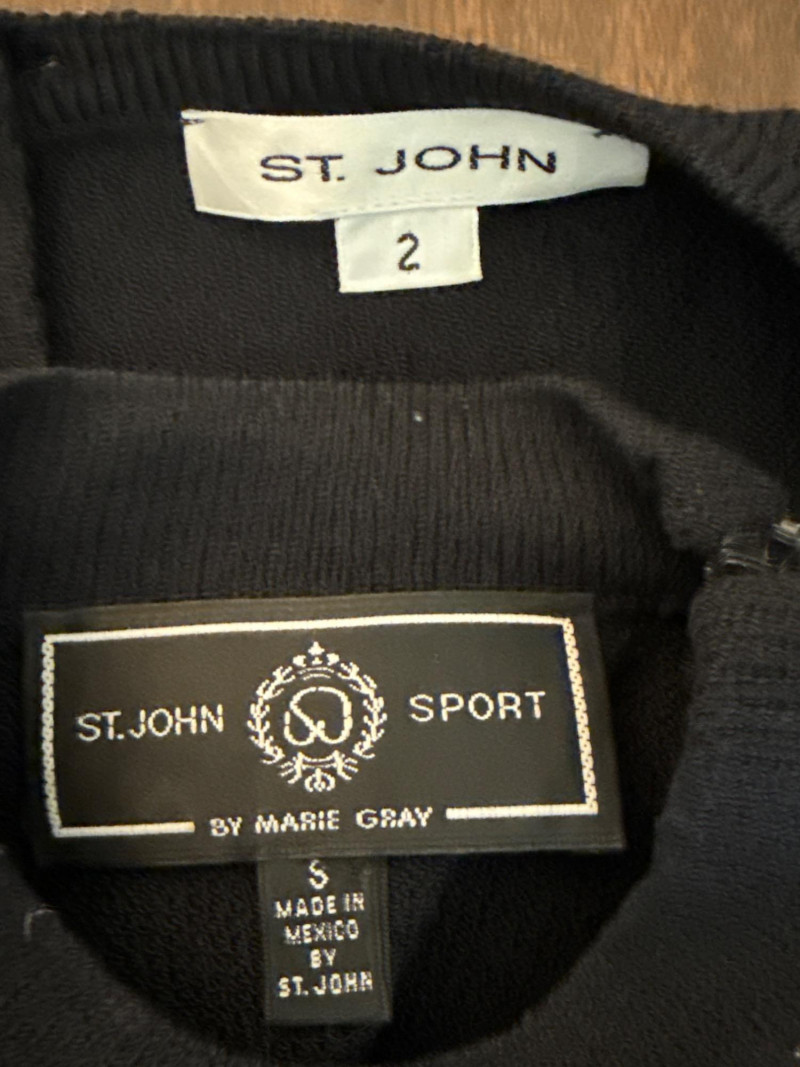 ST. JOHN
2
ST. JOHN SPORT
BY MARIE GRAY
S
MADE IN
MEXICO
BY
ST. JOHN